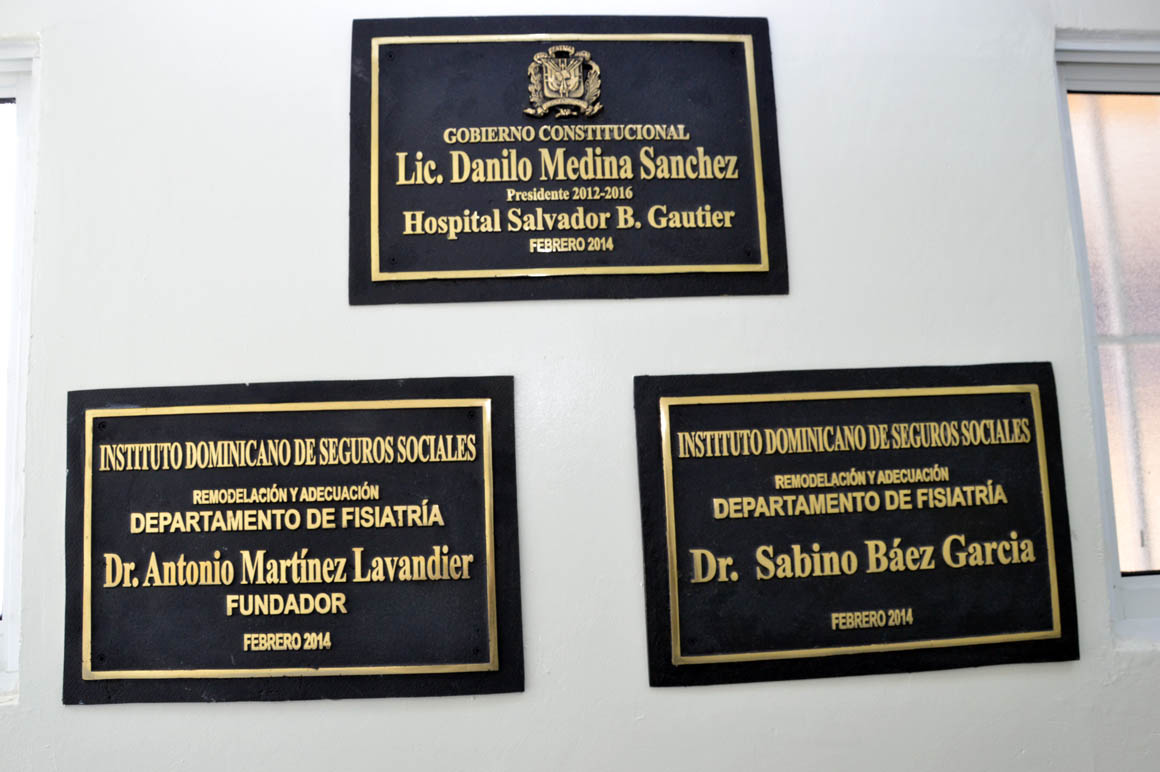 GOBIERNO CONSTITUCIONAL
Lic. Danilo Medina Sanchez
Presidente 2012-2016
Hospital Salvador B. Gautier
FEBRERO 2014
INSTITUTO DOMINICANO DE SEGUROS SOCIALES
REMODELACIÓN Y ADECUACIÓN
DEPARTAMENTO DE FISIATRÍA
Dr. Antonio Martínez Lavandier
FUNDADOR
FEBRERO 2014
INSTITUTO DOMINICANO DE SEGUROS SOCIALES
REMODELACIÓN Y ADECUACIÓN
DEPARTAMENTO DE FISIATRÍA
Dr. Sabino Báez Garcia
FEBRERO 2014